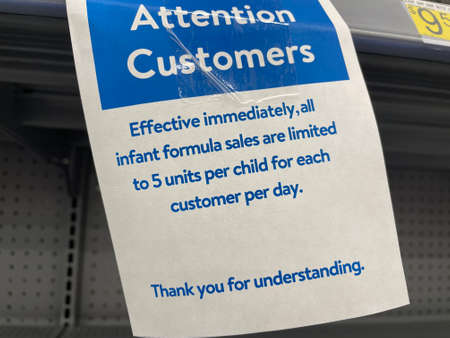 Attention
Customers
Effective immediately,all
infant formula sales are limited
to 5 units per child for each
customer per day.
Thank you for understanding.